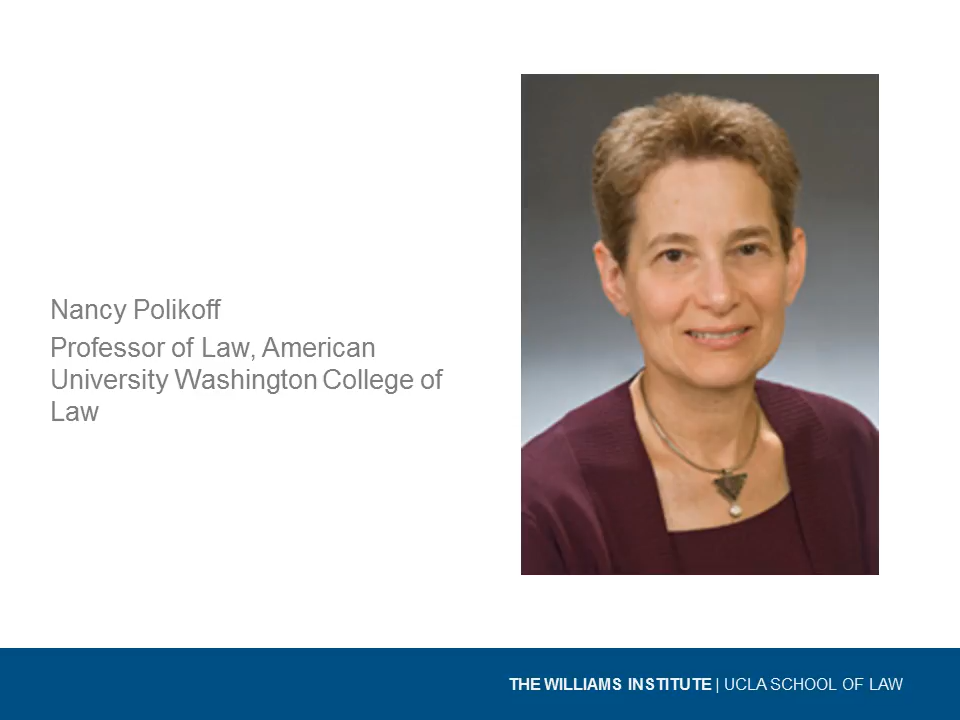 Nancy Polikoff
Professor of Law, American
University Washington College of
Law
THE WILLIAMS INSTITUTE | UCLA SCHOOL OF LAW